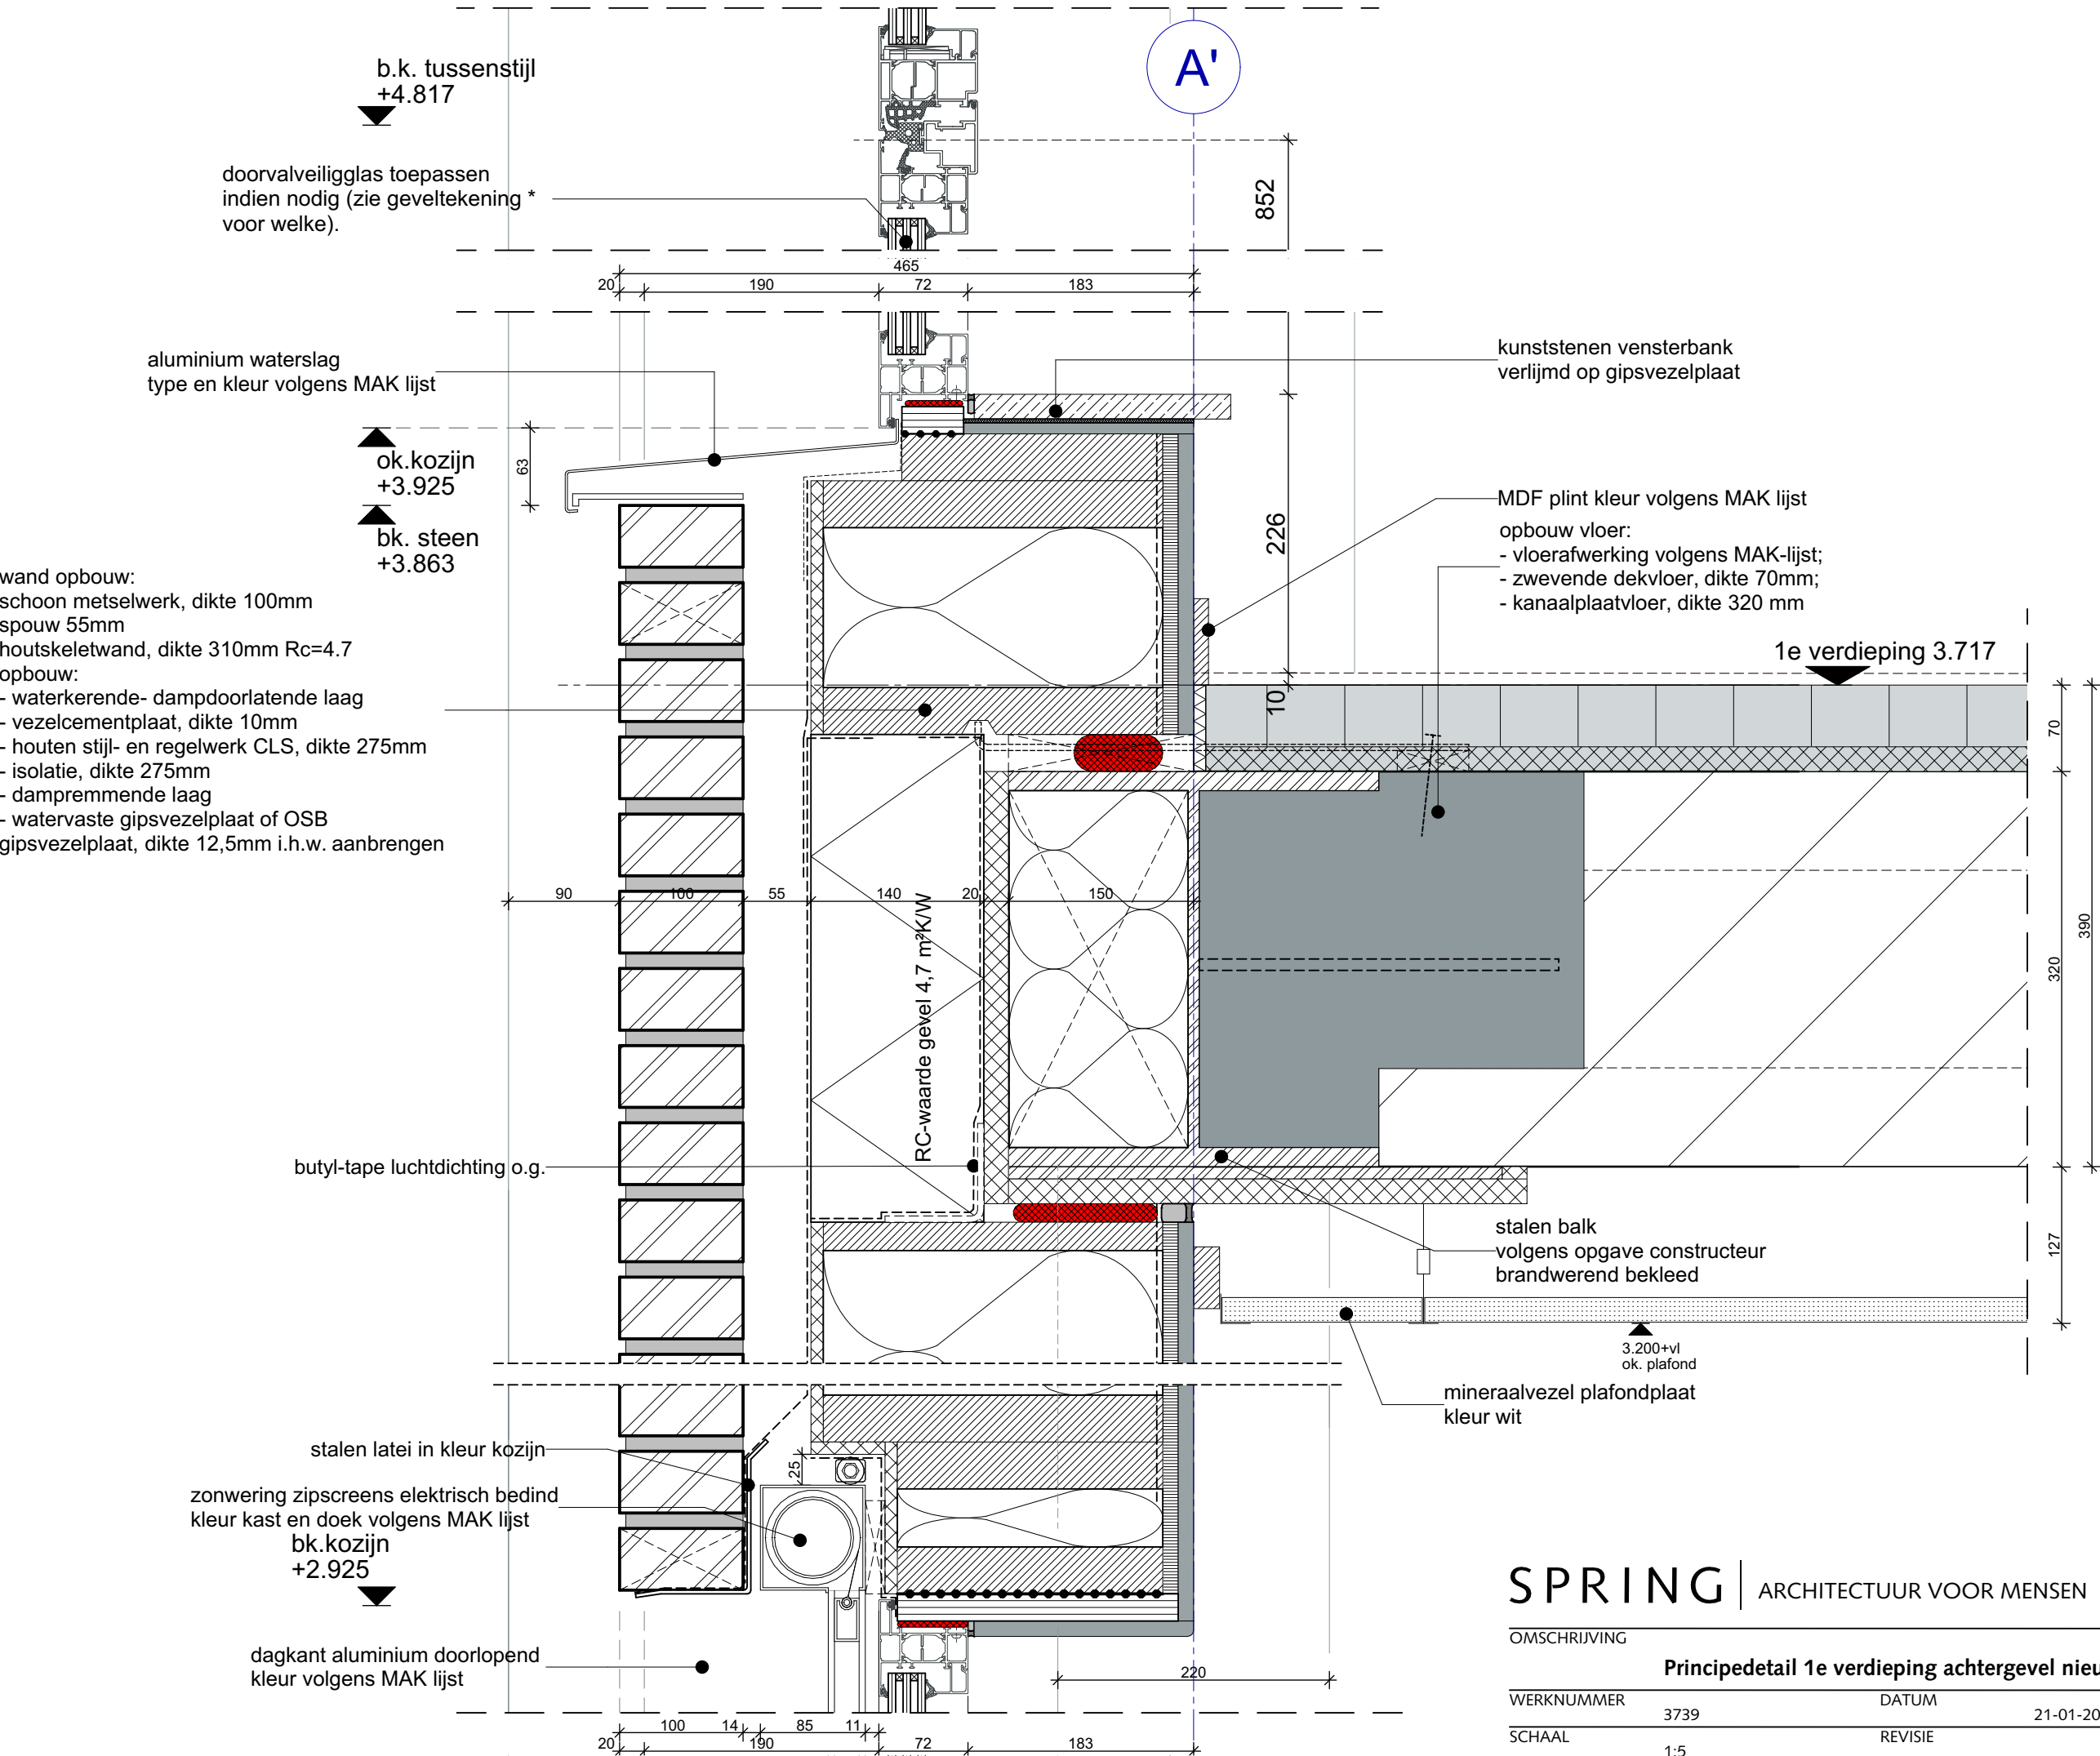 b.k. tussenstijl
+4.817
A'
doorvalveiligglas toepassen
indien nodig (zie geveltekening *
voor welke).
852
465
20
190
72
183
aluminium waterslag
type en kleur volgens MAK lijst
kunststenen vensterbank
verlijmd op gipsvezelplaat
ok.kozijn
+3.925
63
bk. steen
+3.863
226
MDF plint kleur volgens MAK lijst
opbouw vloer:
- vloerafwerking volgens MAK-lijst;
- zwevende dekvloer, dikte 70mm;
- kanaalplaatvloer, dikte 320 mm
wand opbouw:
schoon metselwerk, dikte 100mm
spouw 55mm
houtskeletwand, dikte 310mm Rc=4.7
opbouw:
- waterkerende- dampdoorlatende laag
- vezelcementplaat, dikte 10mm
- houten stijl- en regelwerk CLS, dikte 275mm
- isolatie, dikte 275mm
- dampremmende laag
- watervaste gipsvezelplaat of OSB
gipsvezelplaat, dikte 12,5mm i.h.w. aanbrengen
1e verdieping 3.717
10
70
90
100
55
140
20
150
RC-waarde gevel 4,7 m²K/W
390
320
127
butyl-tape luchtdichting o.g.
stalen balk
volgens opgave constructeur
brandwerend bekleed
3.200+vl
ok. plafond
mineraalvezel plafondplaat
kleur wit
stalen latei in kleur kozijn
25
zonwering zipscreens elektrisch bedind
kleur kast en doek volgens MAK lijst
bk.kozijn
+2.925
dagkant aluminium doorlopend
kleur volgens MAK lijst
220
100
14
85
11
20
190
72
183
SPRING ARCHITECTUUR VOOR MENSEN
OMSCHRIJVING
Principedetail 1e verdieping achtergevel nieu
WERKNUMMER
3739
DATUM
21-01-20
SCHAAL
1:5
REVISIE